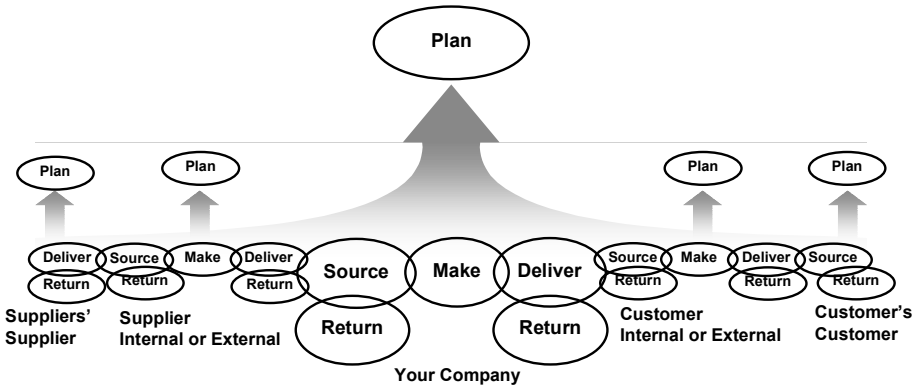 Plan
Plan
Plan
Plan
Plan
Deliver
Source
Make
Deliver
Source
Make
Deliver
Source
Make
Deliver
Source
Return
Return
Return
Return
Return
Return
Return
Return
Suppliers'
Supplier
Supplier
Internal or External
Customer
Internal or External
Customer's
Customer
Your Company